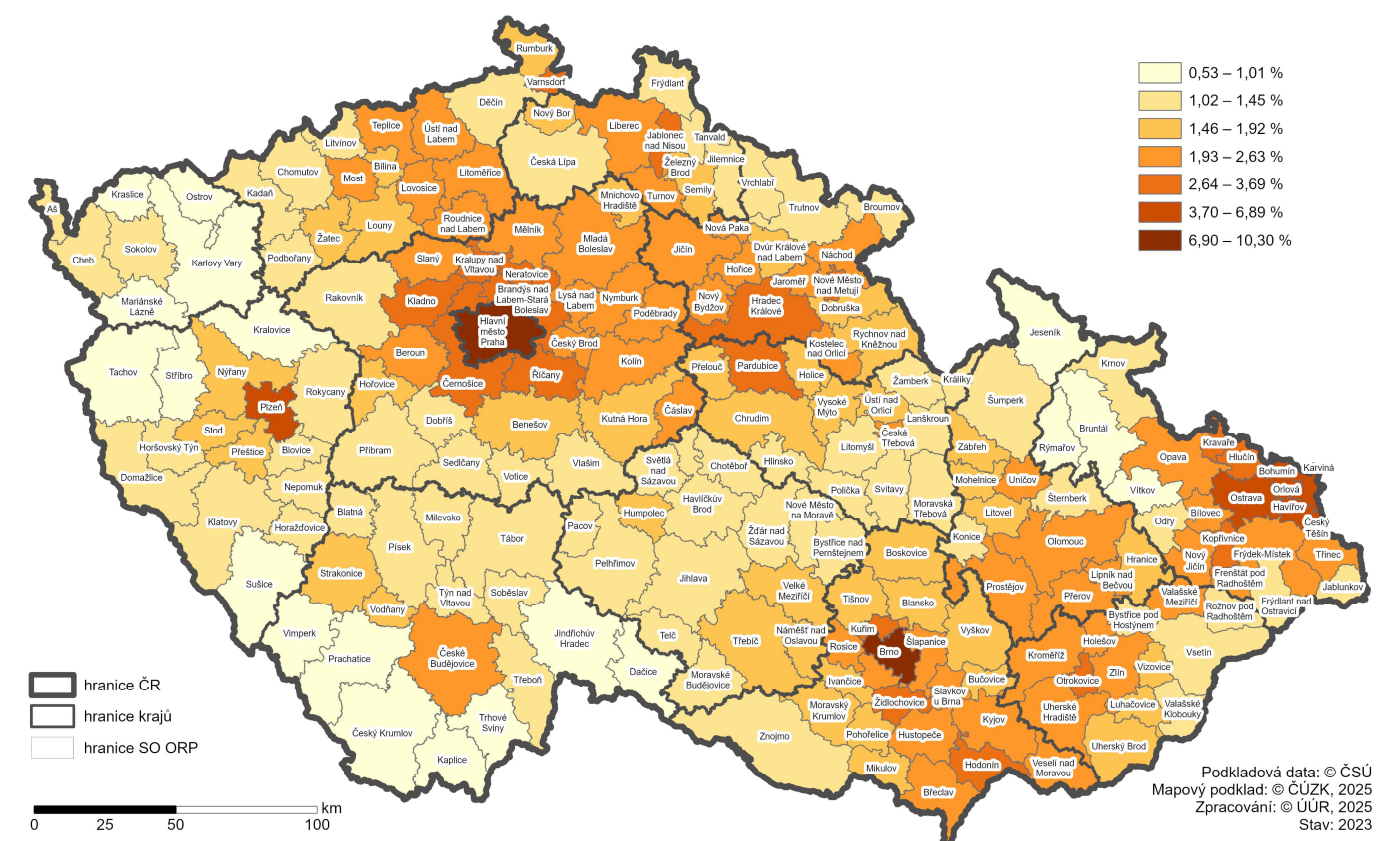 Rumburk
Varnsdorf
Frýdlant
Děčín
Nový Bor
Teplice
Ústí nad
Labem
Liberec
Jablonec
nad Nisou
Tanvald
Litvínov
Česká Lípa
Železný
Brod
Jilemnice
Chomutov
Bílina
Most
Litoměřice
Vrchlabí
Kraslice
Ostrov
Kadaň
Lovosice
Mnichovo
Hradiště
Turnov
Semily
Trutnov
Broumov
Aš
Roudnice
nad Labem
Louny
Žatec
Mělník
Mladá
Boleslav
Nová Paka
Jičín
Dvůr Králové
nad Labem
Náchod
Sokolov
Cheb
Karlovy Vary
Podbořany
Slaný
Kralupy nad
Vltavou
Neratovice
Hořice
Jaroměř
Nové Město
nad Metují
Rakovník
Kladno
Brandýs nad
Labem-Stará
Boleslav
Lysá nad
Labem
Nymburk
Poděbrady
Nový
Bydžov
Hradec
Králové
Dobruška
Mariánské
Lázně
Kralovice
Hlavní
město
Praha
Český Brod
Rychnov nad
Kněžnou
Kostelec
nad Orlicí
Jeseník
Tachov
Stříbro
Nýřany
Rokycany
Beroun
Hořovice
Černošice
Říčany
Kolín
Přelouč
Pardubice
Holice
Žamberk
Králíky
Krnov
Plzeň
Stod
Dobříš
Benešov
Kutná Hora
Čáslav
Chrudim
Vysoké
Mýto
Ústí nad
Orlicí
Lanškroun
Šumperk
Bruntál
Rýmařov
Horšovský Týn
Přeštice
Blovice
Příbram
Sedlčany
Votice
Vlašim
Světlá
nad
Sázavou
Chotěboř
Hlinsko
Litomyšl
Česká
Třebová
Zábřeh
Opava
Kravaře
Hlučín
Bohumín
Karviná
Domažlice
Nepomuk
Klatovy
Horažďovice
Blatná
Milevsko
Tábor
Písek
Humpolec
Havlíčkův
Brod
Polička
Svitavy
Moravská
Třebová
Mohelnice
Uničov
Šternberk
Litovel
Vítkov
Ostrava
Orlová
Havířov
Český
Těšín
Nové Město
na Moravě
Pacov
Žďár nad
Sázavou
Bystřice nad
Pernštejnem
Boskovice
Konice
Olomouc
Odry
Bílovec
Kopřivnice
Hranice
Nový
Jičín
Frýdek-Místek
Třinec
Sušice
Strakonice
Vodňany
Týn nad
Vltavou
Soběslav
Pelhřimov
Jihlava
Velké
Meziříčí
Tišnov
Blansko
Prostějov
Přerov
Lipník nad
Bečvou
Valašské
Meziříčí
Frenštát pod
Radhoštěm
Rožnov pod
Radhoštěm
Frýdlant nad
Ostravicí
Jablunkov
Bystřice pod
Hostýnem
Vimperk
Prachatice
České
Budějovice
Jindřichův
Hradec
Telč
Třebíč
Náměšť nad
Oslavou
Kuřim
Rosice
Brno
Šlapanice
Vyškov
Kroměříž
Holešov
Zlín
Vizovice
Vsetín
Třeboň
Dačice
Moravské
Budějovice
Ivančice
Židlochovice
Slavkov
u Brna
Bučovice
Otrokovice
Uherské
Hradiště
Luhačovice
Valašské
Klobouky
Český Krumlov
Trhové
Sviny
Kaplice
Znojmo
Moravský
Krumlov
Pohořelice
Hustopeče
Kyjov
Mikulov
Břeclav
Hodonín
Veselí nad
Moravou
Uherský Brod
0,53 – 1,01 %
1,02 – 1,45 %
1,46 – 1,92 %
1,93 – 2,63 %
2,64 – 3,69 %
3,70 – 6,89 %
6,90 – 10,30 %
hranice ČR
hranice krajů
hranice SO ORP
km
0 25 50 100
Podkladová data: © ČSÚ
Mapový podklad: © ČÚZK, 2025
Zpracování: © ÚÚR, 2025
Stav: 2023